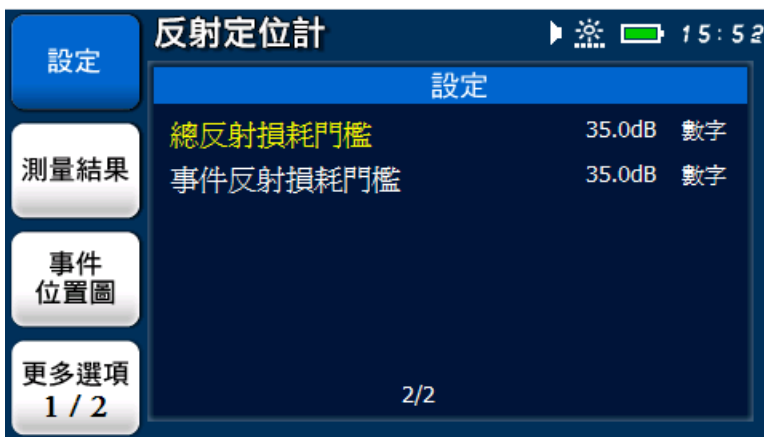 反射定位計
15:52
設定
設定
總反射損耗門檻 35.0dB 數字
事件反射損耗門檻 35.0dB 數字
測量結果
事件
位置圖
更多選項
1 / 2
2/2